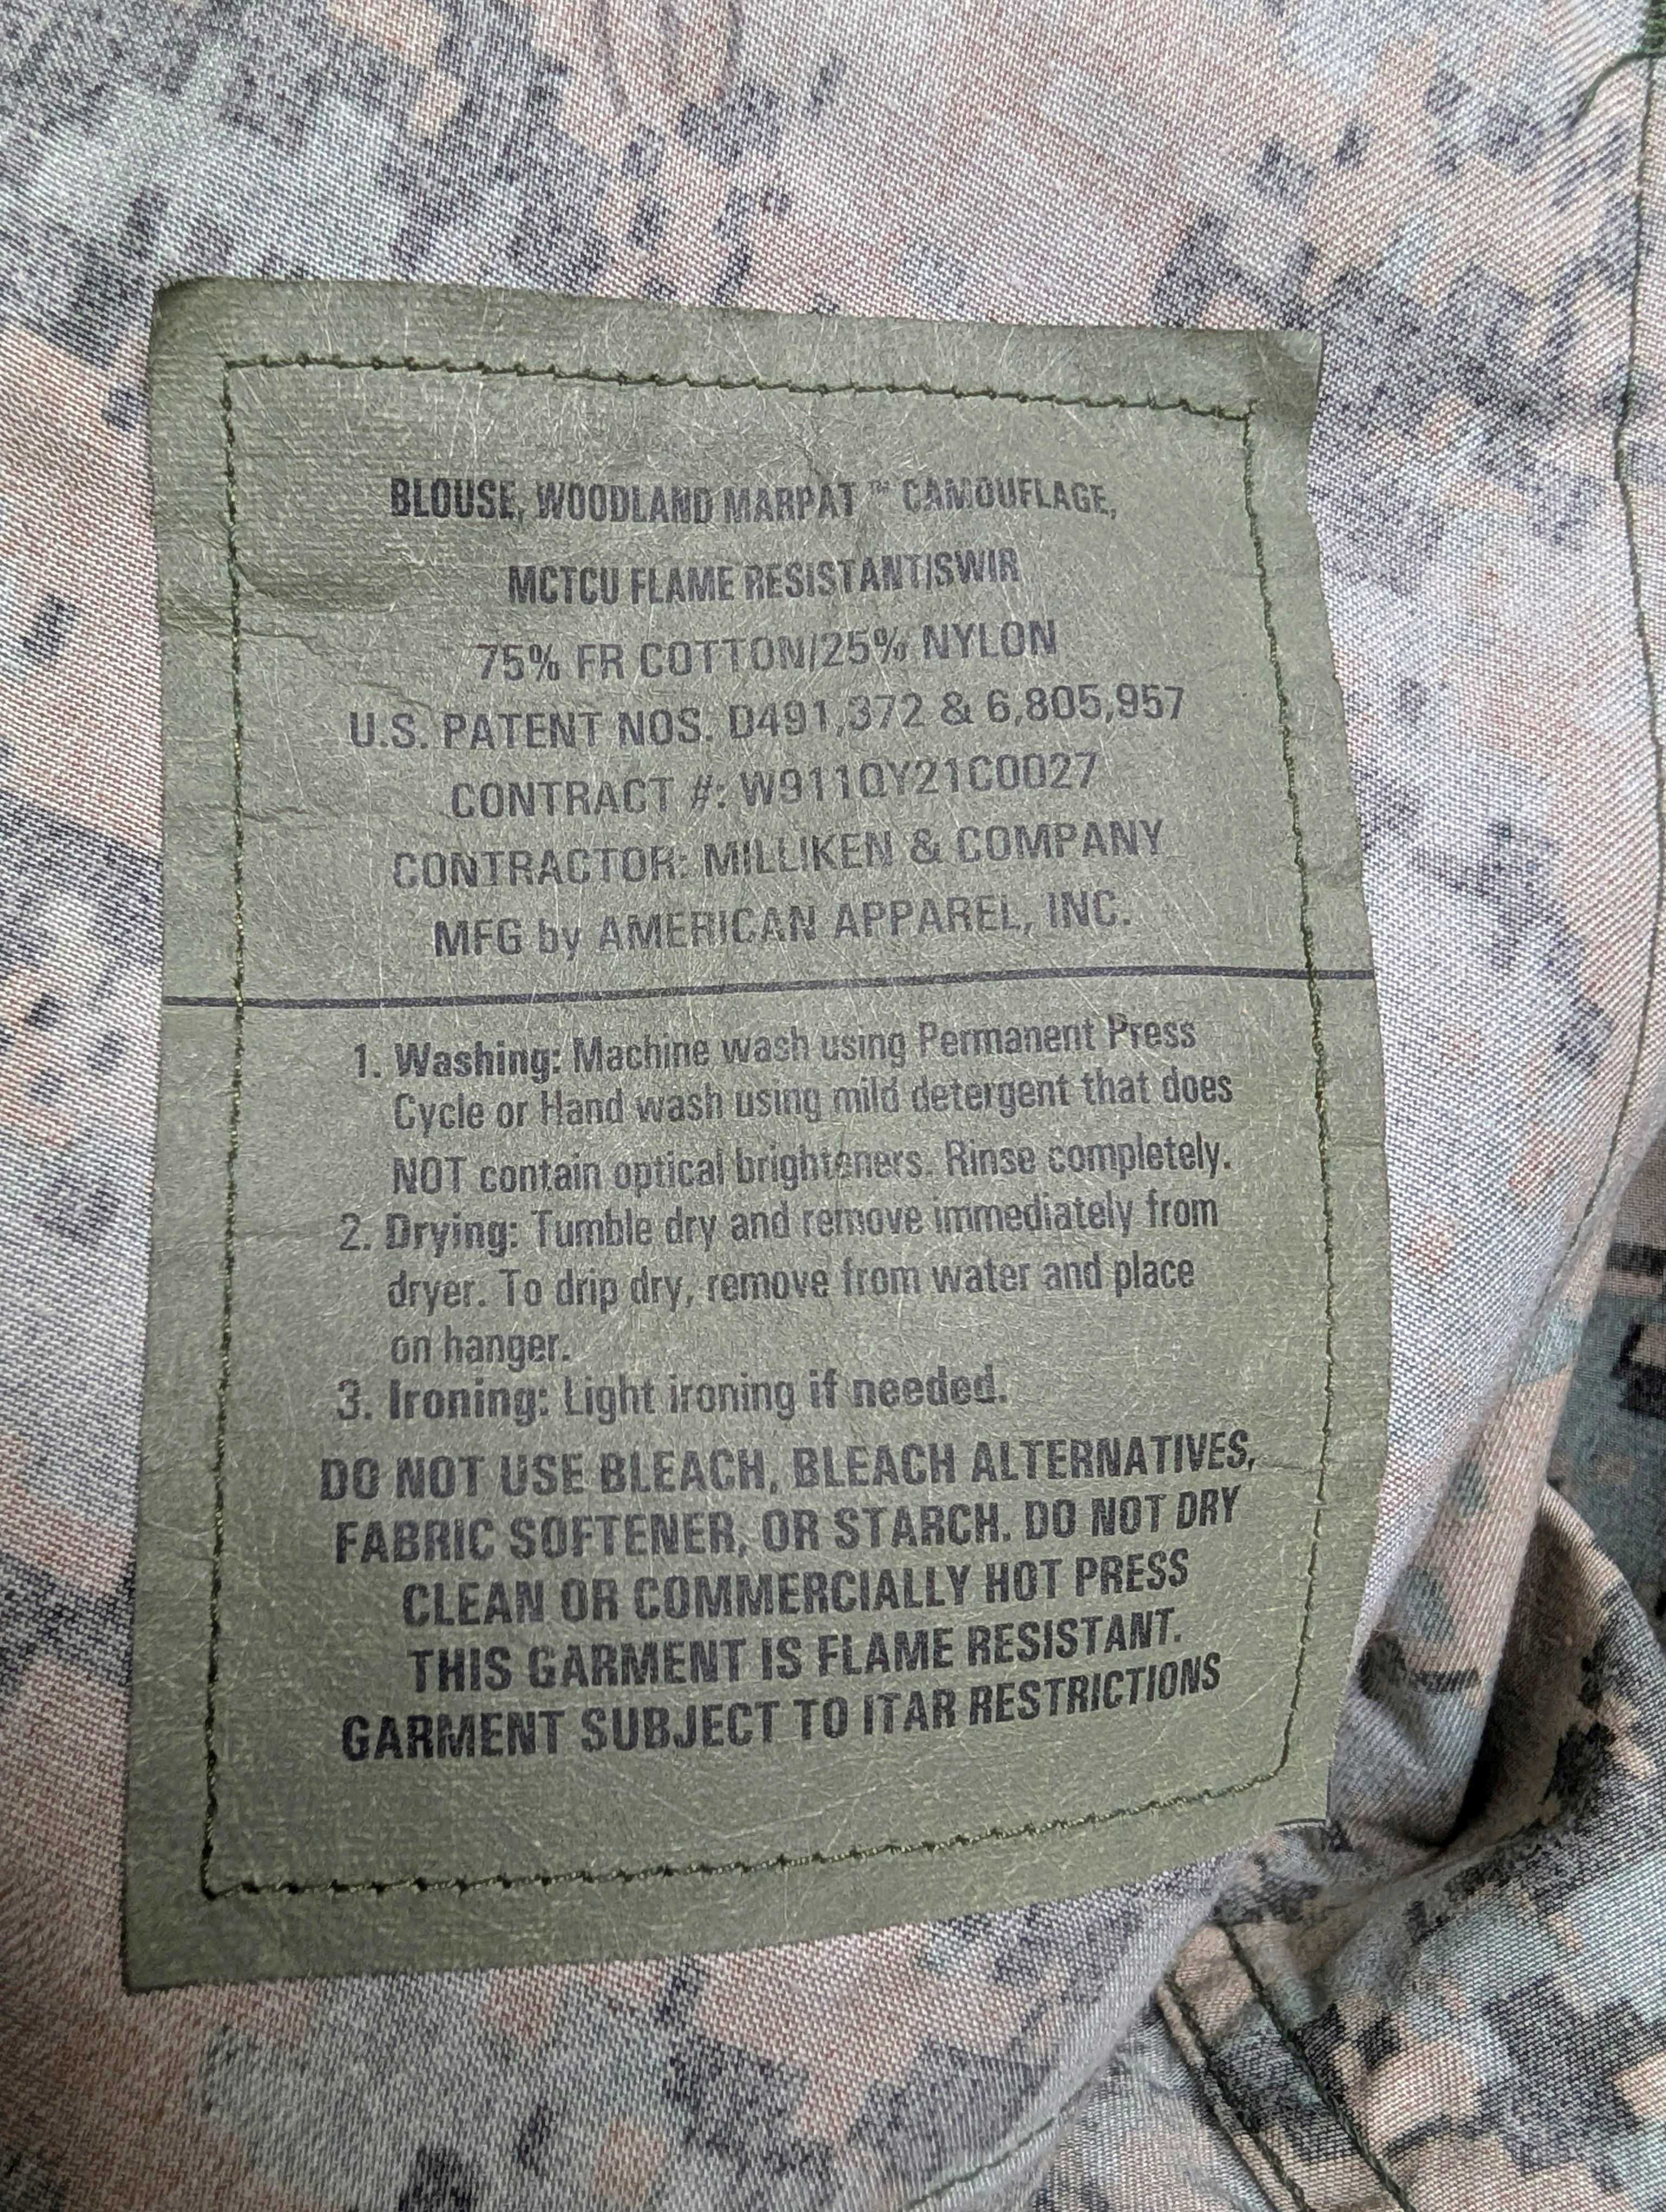 BLOUSE, WOODLAND MARPAT™ CAMOUFLAGE,
MCTCU FLAME RESISTANT/SWIR
75% FR COTTON/25% NYLON
U.S. PATENT NOS. D491,372 & 6,805,957
CONTRACT #: W911QY21C0027
CONTRACTOR: MILLIKEN & COMPANY
MFG by AMERICAN APPAREL, INC.
1. Washing: Machine wash using Permanent Press
Cycle or Hand wash using mild detergent that does
NOT contain optical brighteners. Rinse completely.
2. Drying: Tumble dry and remove immediately from
dryer. To drip dry, remove from water and place
on hanger.
3. Ironing: Light ironing if needed.
DO NOT USE BLEACH, BLEACH ALTERNATIVES,
FABRIC SOFTENER, OR STARCH. DO NOT DRY
CLEAN OR COMMERCIALLY HOT PRESS
THIS GARMENT IS FLAME RESISTANT.
GARMENT SUBJECT TO ITAR RESTRICTIONS